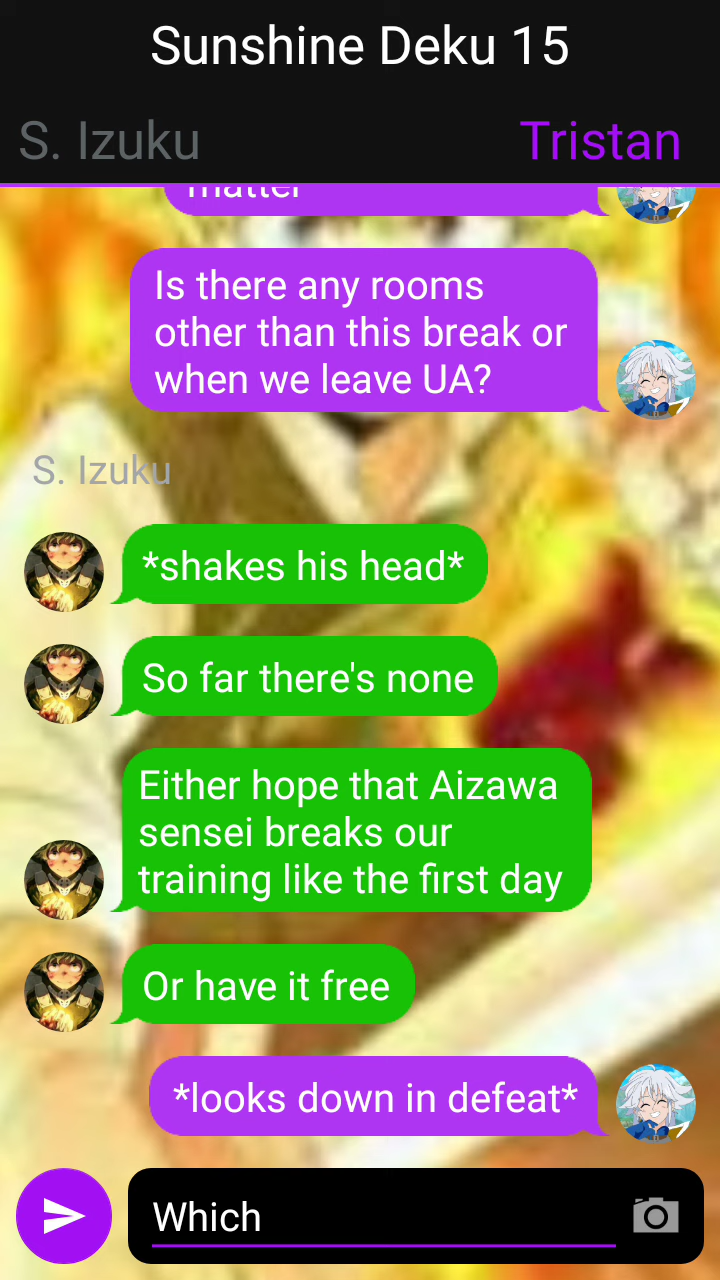 Sunshine Deku 15
S. Izuku
Tristan
matter
Is there any rooms
other than this break or
when we leave UA?
S. Izuku
*shakes his head*
So far there's none
Either hope that Aizawa
sensei breaks our
training like the first day
Or have it free
*looks down in defeat*
Which